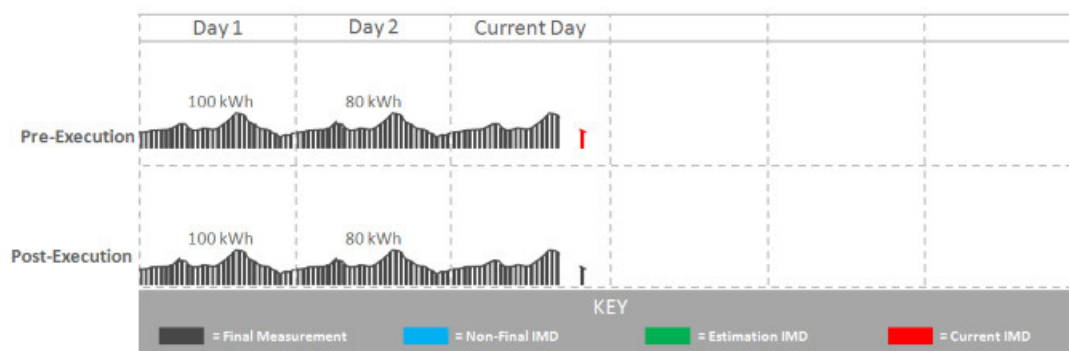 Day 1 Day 2 Current Day
100 kWh 80 kWh
Pre-Execution
100 kWh 80 kWh
Post-Execution
KEY
= Final Measurement = Non-Final IMD = Estimation IMD = Current IMD